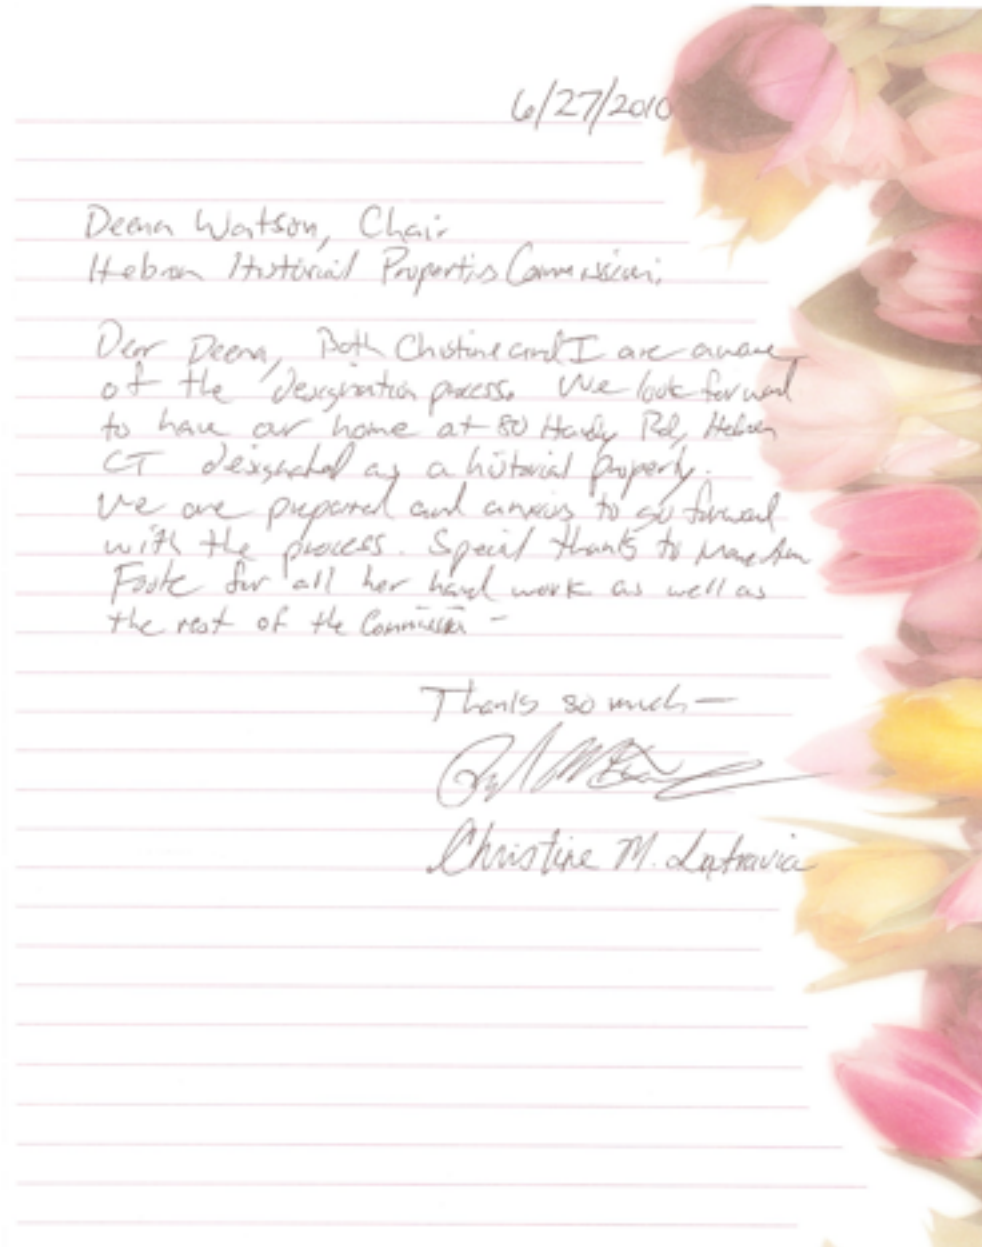 6/27/2010
Deena Watson, Chair
Hebron Historical Properties Commission;
Dear Deena, Both Christine and I are aware
of the designation process. We look forward
to have our home at 80 Hardy Rd, Hebron
CT designated as a historical property.
We are prepared and anxious to go forward
with the process. Special thanks to Mary Ann
Foote for all her hard work as well as
the rest of the Commission -
Thanks so much -
Christine M.